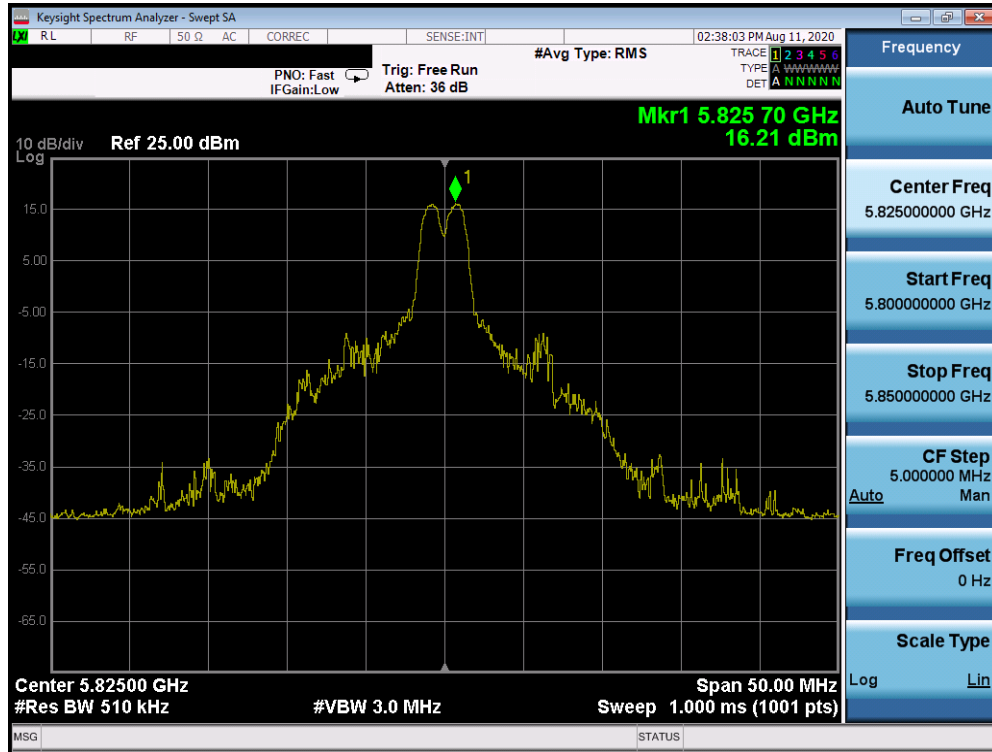 Keysight Spectrum Analyzer - Swept SA
LXI RL RF 50 Ω AC CORREC SENSE:INT 02:38:03 PM Aug 11, 2020
Frequency
PNO: Fast
IFGain:Low
Trig: Free Run
Atten: 36 dB
#Avg Type: RMS
TRACE 1 2 3 4 5 6
TYPE A WWWWW
DET A N N N N N
Mkr1 5.825 70 GHz
16.21 dBm
10 dB/div Ref 25.00 dBm
Log
1
15.0
5.00
-5.00
-15.0
-25.0
-35.0
-45.0
-55.0
-65.0
Center 5.82500 GHz Span 50.00 MHz
#Res BW 510 kHz #VBW 3.0 MHz Sweep 1.000 ms (1001 pts)
MSG STATUS
Auto Tune
Center Freq
5.825000000 GHz
Start Freq
5.800000000 GHz
Stop Freq
5.850000000 GHz
CF Step
5.000000 MHz
Auto Man
Freq Offset
0 Hz
Scale Type
Log Lin